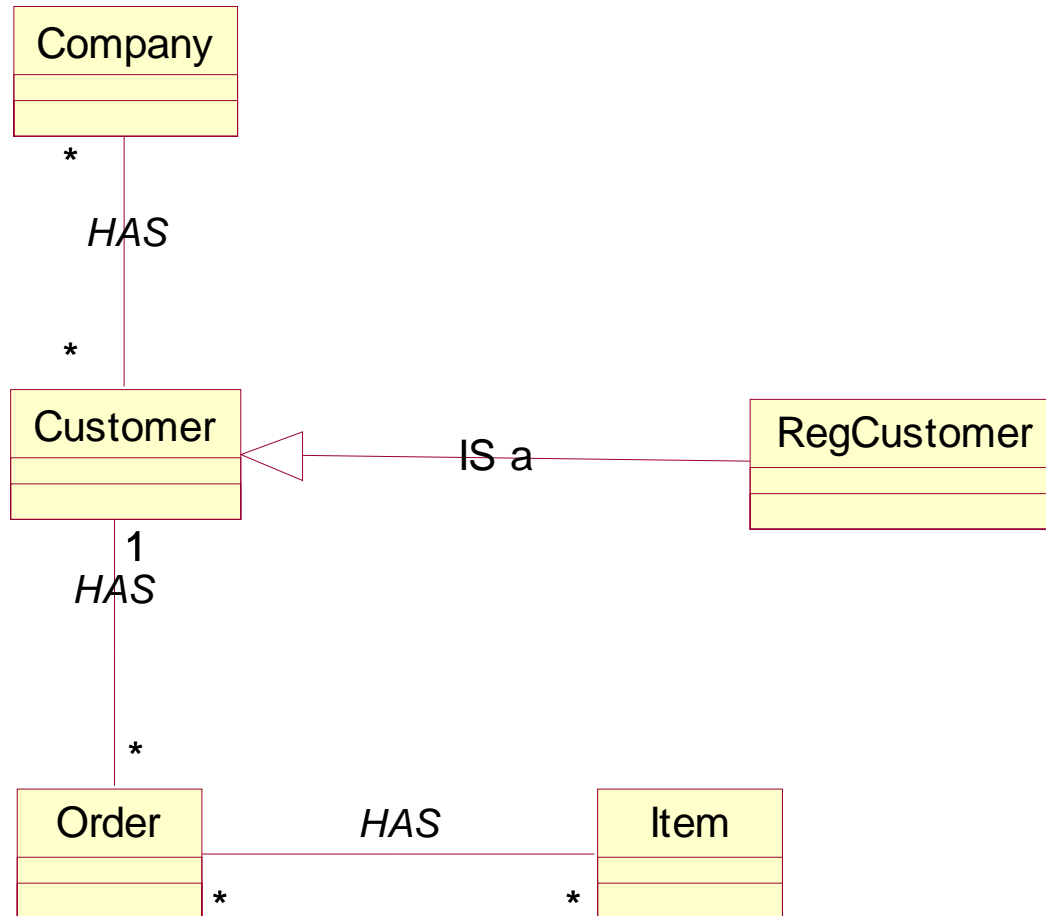 Company
*
HAS
*
Customer
IS a
RegCustomer
1
HAS
*
Order
HAS
Item
*
*